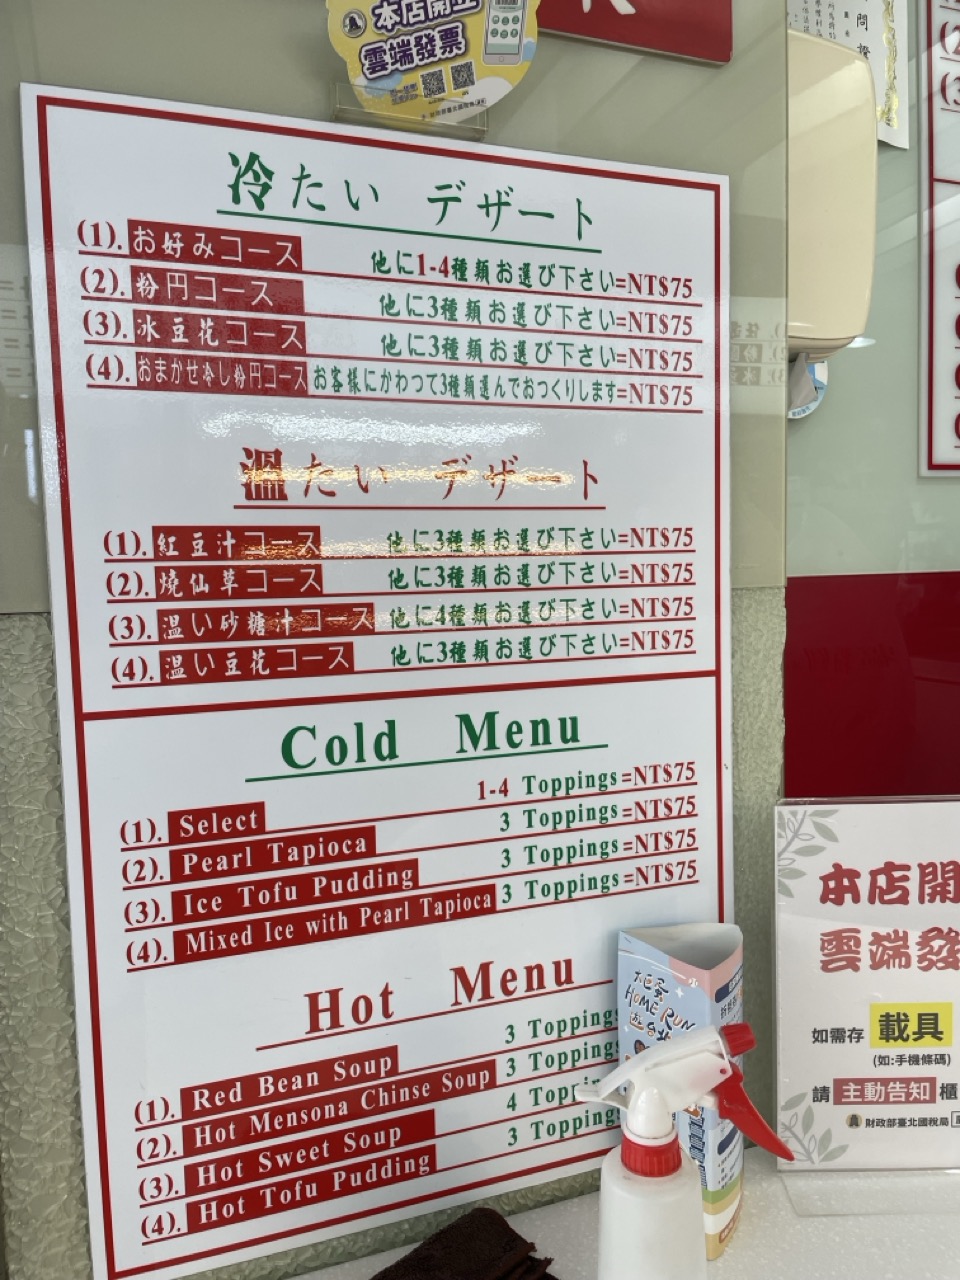 本店開立
雲端發票
冷たい デザート
(1). お好みコース 他に1-4種類お選び下さい=NT$75
(2). 粉円コース 他に3種類お選び下さい=NT$75
(3). 氷豆花コース 他に3種類お選び下さい=NT$75
(4). おまかせ冷し粉円コース お客様にかわつて3種類選んでおつくりします=NT$75
溫たい デザート
(1). 紅豆汁コース 他に3種類お選び下さい=NT$75
(2). 燒仙草コース 他に3種類お選び下さい=NT$75
(3). 温い砂糖汁コース 他に4種類お選び下さい=NT$75
(4). 温い豆花コース 他に3種類お選び下さい=NT$75
Cold Menu
(1). Select 1-4 Toppings=NT$75
(2). Pearl Tapioca 3 Toppings=NT$75
(3). Ice Tofu Pudding 3 Toppings=NT$75
(4). Mixed Ice with Pearl Tapioca 3 Toppings=NT$75
Hot Menu
(1). Red Bean Soup 3 Toppings
(2). Hot Mensona Chinse Soup 3 Toppings
(3). Hot Sweet Soup 4 Toppi
(4). Hot Tofu Pudding 3 Toppings
HOME RUN
本店開
雲端發
如需存 載具
(如:手機條碼)
請 主動告知 櫃
財政部臺北國稅局